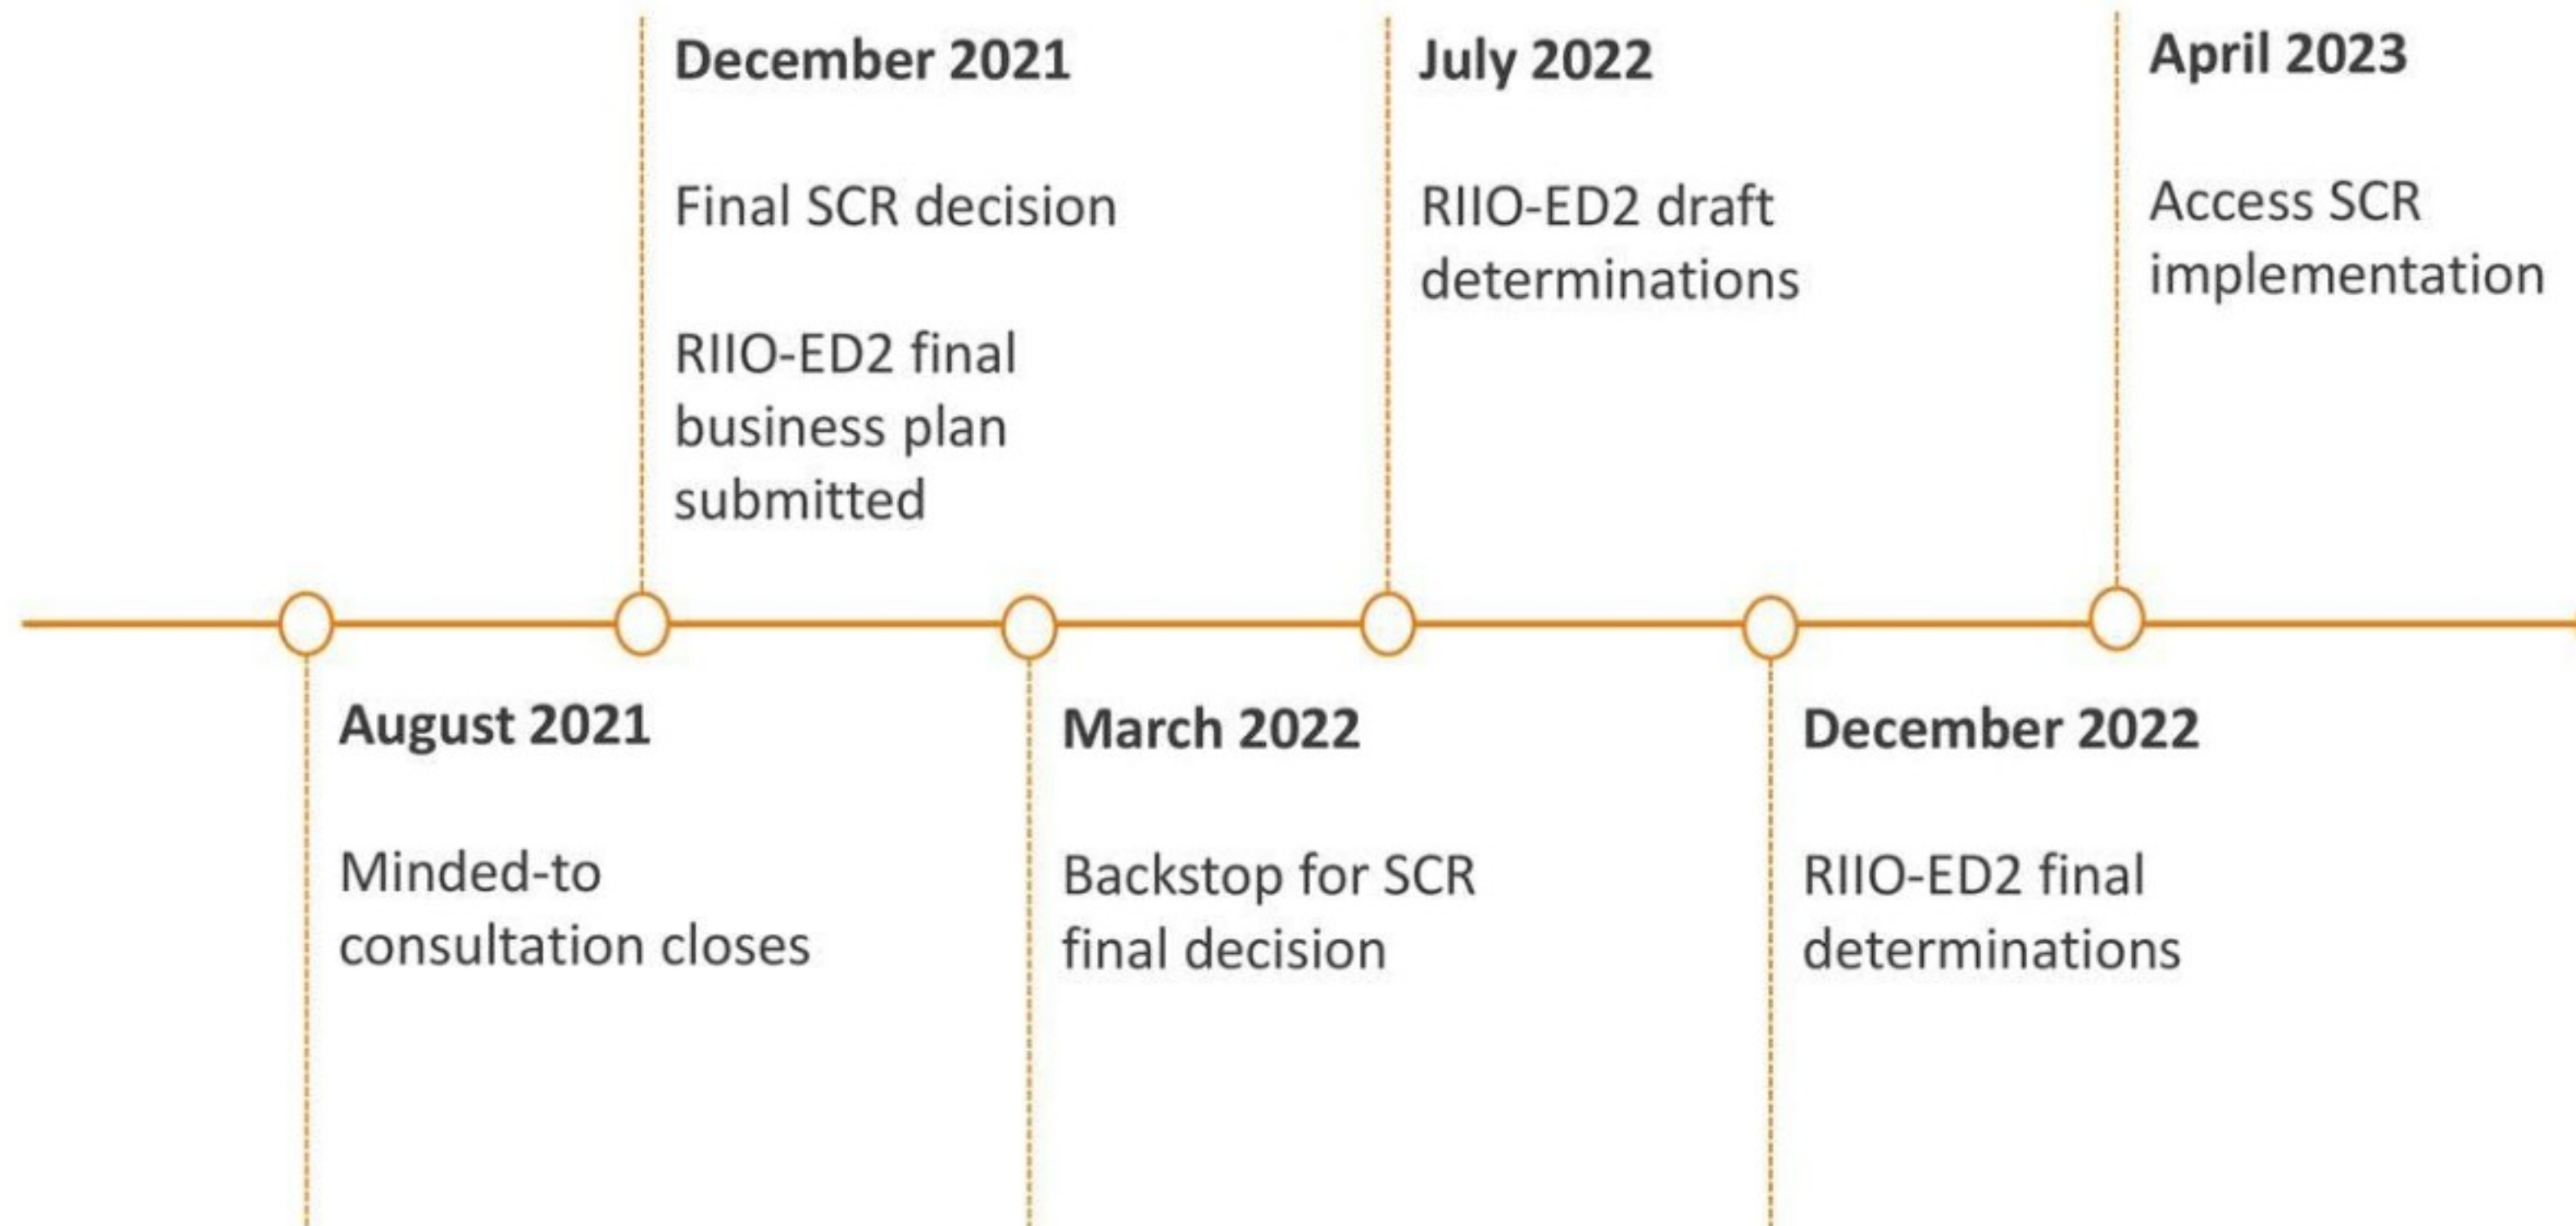 December 2021
Final SCR decision
RIIO-ED2 final
business plan
submitted
July 2022
RIIO-ED2 draft
determinations
April 2023
Access SCR
implementation
August 2021
Minded-to
consultation closes
March 2022
Backstop for SCR
final decision
December 2022
RIIO-ED2 final
determinations